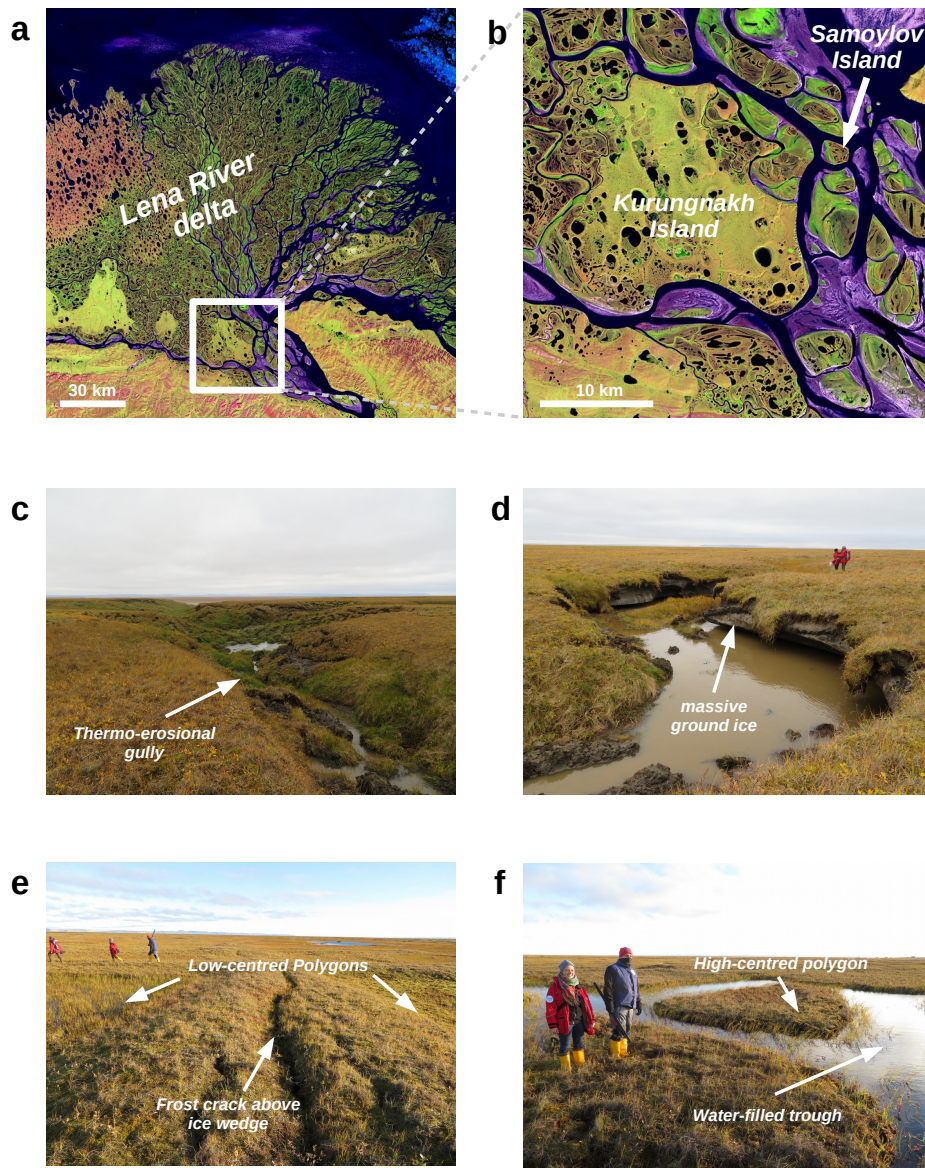 a
Lena River
delta
30 km
b
Samoylov
Island
Kurungnakh
Island
10 km
c
Thermo-erosional
gully
d
massive
ground ice
e
Low-centred Polygons
Frost crack above
ice wedge
f
High-centred polygon
Water-filled trough